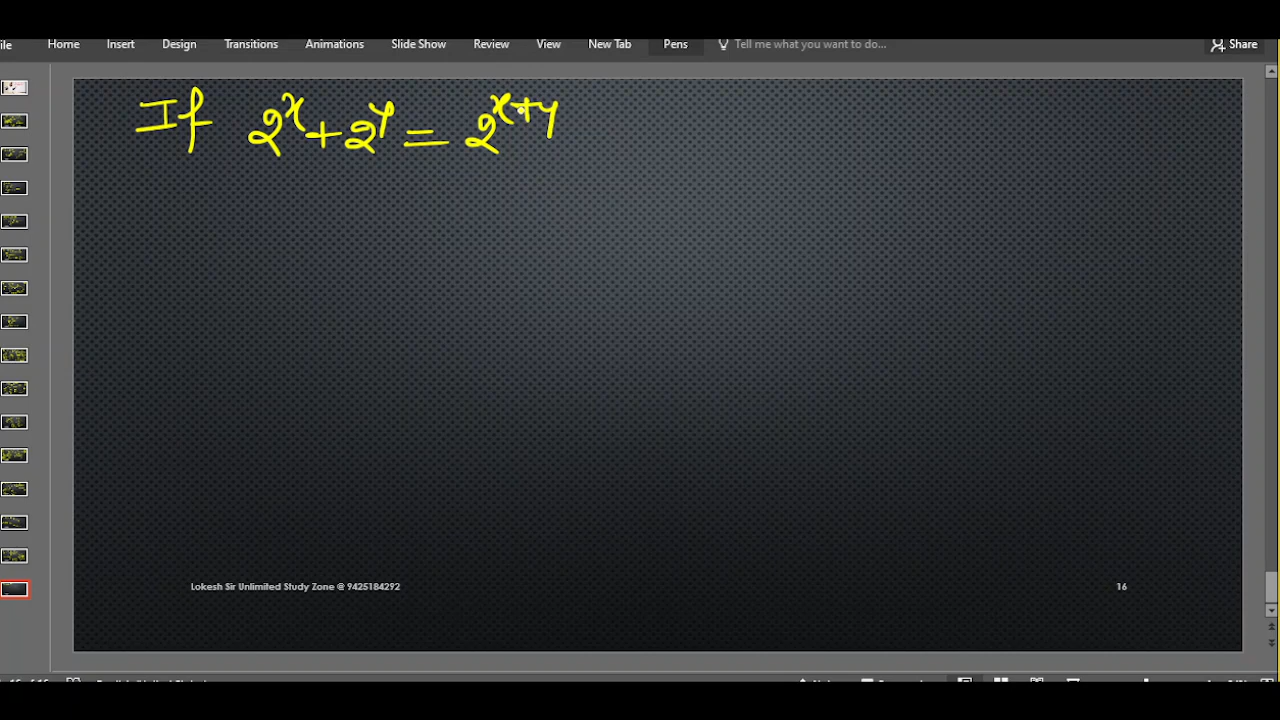 File Home Insert Design Transitions Animations Slide Show Review View New Tab Pens Tell me what you want to do... Share
If 2^x + 2^y = 2^{x+y}
Lokesh Sir Unlimited Study Zone @ 9425184292 16